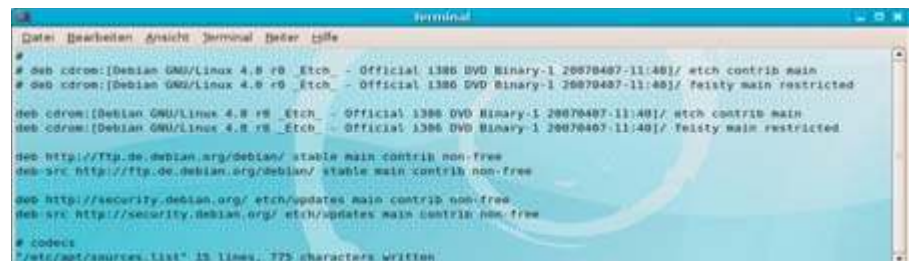 Terminal
Datei Bearbeiten Ansicht Terminal Reiter Hilfe
#
# deb cdrom:[Debian GNU/Linux 4.0 r0 _Etch_ - Official i386 DVD Binary-1 20070407-11:40]/ etch contrib main
# deb cdrom:[Debian GNU/Linux 4.0 r0 _Etch_ - Official i386 DVD Binary-1 20070407-11:40]/ feisty main restricted
deb cdrom:[Debian GNU/Linux 4.0 r0 _Etch_ - Official i386 DVD Binary-1 20070407-11:40]/ etch contrib main
deb cdrom:[Debian GNU/Linux 4.0 r0 _Etch_ - Official i386 DVD Binary-1 20070407-11:40]/ feisty main restricted
deb http://ftp.de.debian.org/debian/ stable main contrib non-free
deb-src http://ftp.de.debian.org/debian/ stable main contrib non-free
deb http://security.debian.org/ etch/updates main contrib non-free
deb-src http://security.debian.org/ etch/updates main contrib non-free
# codecs
"/etc/apt/sources.list" 15 lines, 775 characters written